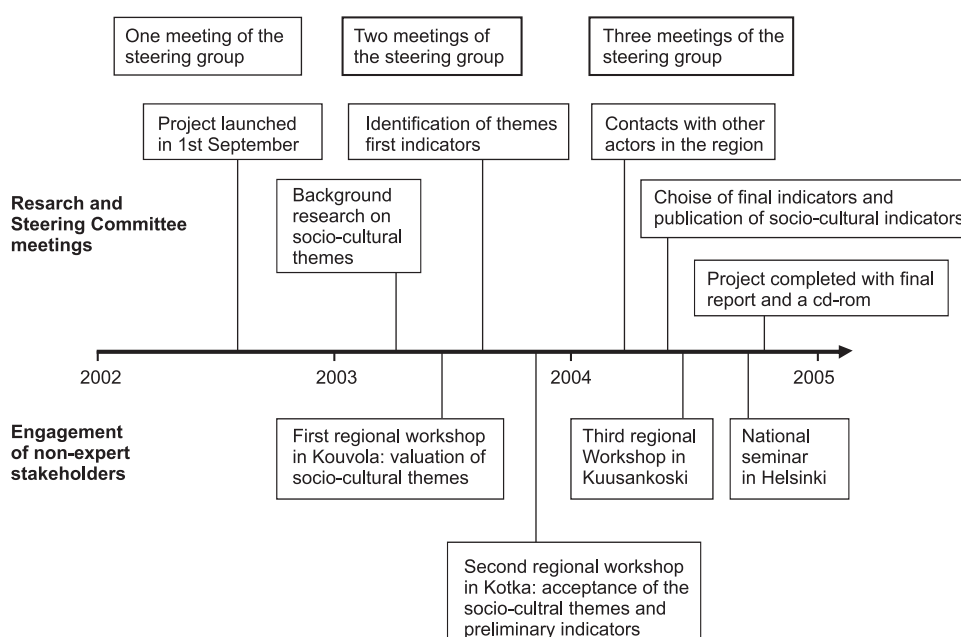 One meeting of the
steering group
Two meetings of
the steering group
Three meetings of the
steering group
Project launched
in 1st September
Identification of themes
first indicators
Contacts with other
actors in the region
Background
research on
socio-cultural
themes
Choise of final indicators and
publication of socio-cultural indicators
Resarch and
Steering Committee
meetings
Project completed with final
report and a cd-rom
2002
2003
2004
2005
Engagement
of non-expert
stakeholders
First regional workshop
in Kouvola: valuation of
socio-cultural themes
Third regional
Workshop in
Kuusankoski
National
seminar
in Helsinki
Second regional workshop
in Kotka: acceptance of the
socio-cultral themes and
preliminary indicators